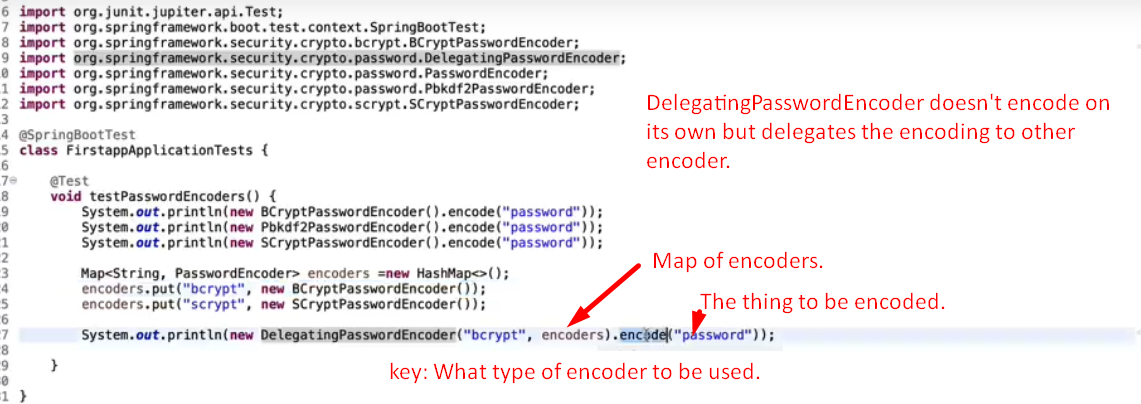 6 import org.junit.jupiter.api.Test;
7 import org.springframework.boot.test.context.SpringBootTest;
8 import org.springframework.security.crypto.bcrypt.BCryptPasswordEncoder;
9 import org.springframework.security.crypto.password.DelegatingPasswordEncoder;
0 import org.springframework.security.crypto.password.PasswordEncoder;
1 import org.springframework.security.crypto.password.Pbkdf2PasswordEncoder;
2 import org.springframework.security.crypto.scrypt.SCryptPasswordEncoder;
3
DelegatingPasswordEncoder doesn't encode on
its own but delegates the encoding to other
encoder.
4 @SpringBootTest
5 class FirstappApplicationTests {
6
7 @Test
8 void testPasswordEncoders() {
9 System.out.println(new BCryptPasswordEncoder().encode("password"));
0 System.out.println(new Pbkdf2PasswordEncoder().encode("password"));
1 System.out.println(new SCryptPasswordEncoder().encode("password"));
2
3 Map<String, PasswordEncoder> encoders =new HashMap<>();
4 encoders.put("bcrypt", new BCryptPasswordEncoder());
5 encoders.put("scrypt", new SCryptPasswordEncoder());
6
Map of encoders.
The thing to be encoded.
7 System.out.println(new DelegatingPasswordEncoder("bcrypt", encoders).encode("password"));
8
9 }
key: What type of encoder to be used.
0
1 }